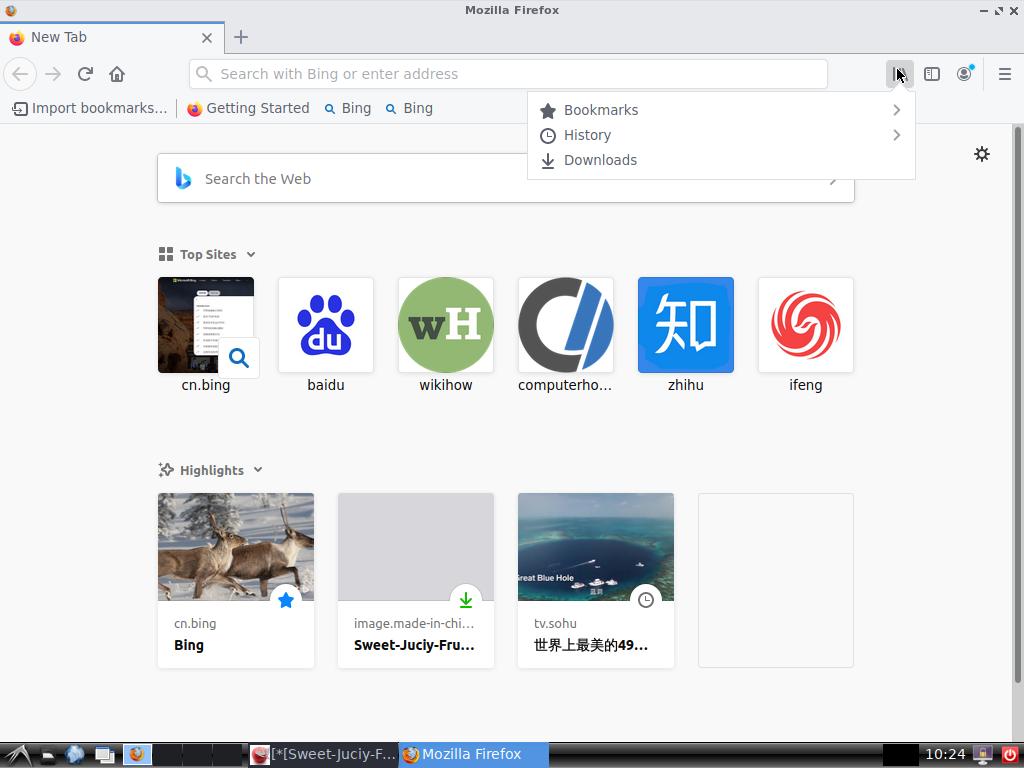 Mozilla Firefox
New Tab
Search with Bing or enter address
Import bookmarks...
Getting Started
Bing
Bing
Bookmarks
History
Downloads
Search the Web
Top Sites
du
wH
知
cn.bing
baidu
wikihow
computerho...
zhihu
ifeng
Highlights
Great Blue Hole
蓝洞
cn.bing
Bing
image.made-in-chi...
Sweet-Juciy-Fru...
tv.sohu
世界上最美的49...
[*[Sweet-Juciy-F...
Mozilla Firefox
10:24